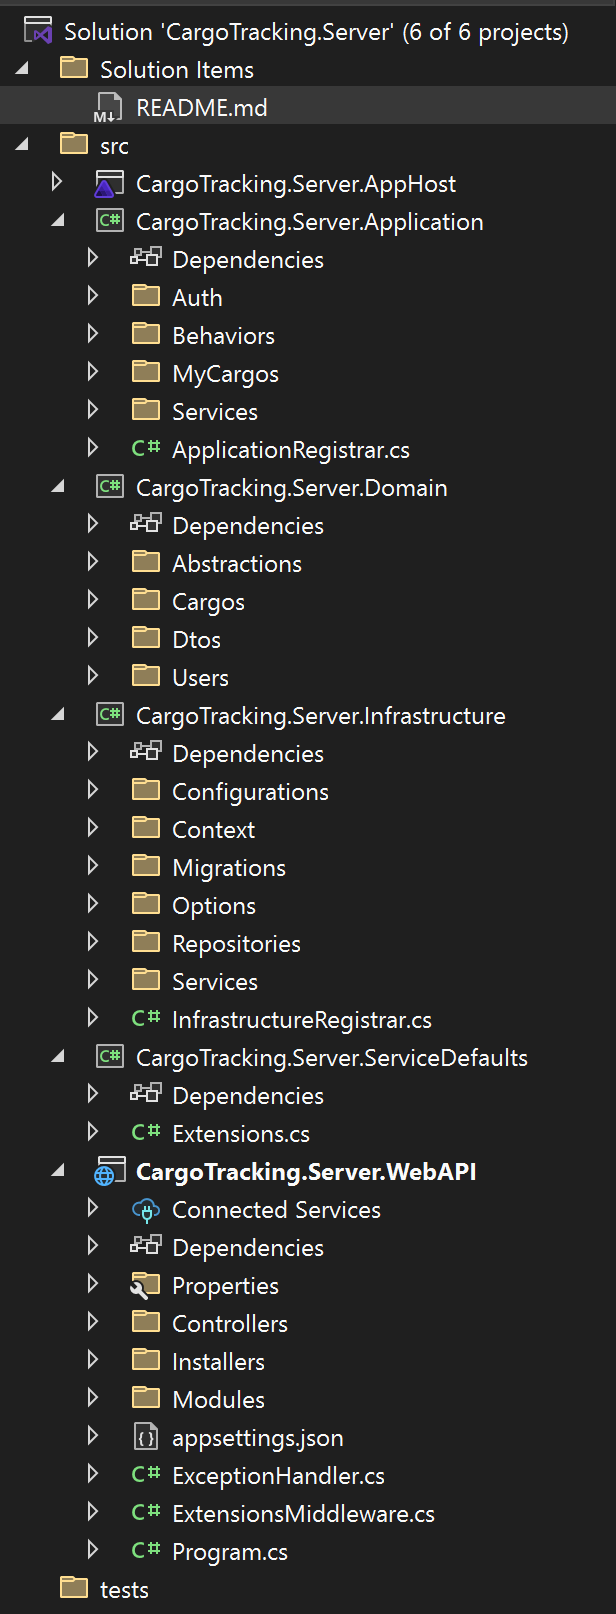 Solution 'CargoTracking.Server' (6 of 6 projects)
Solution Items
M↓ README.md
src
CargoTracking.Server.AppHost
C# CargoTracking.Server.Application
Dependencies
Auth
Behaviors
MyCargos
Services
C# ApplicationRegistrar.cs
C# CargoTracking.Server.Domain
Dependencies
Abstractions
Cargos
Dtos
Users
C# CargoTracking.Server.Infrastructure
Dependencies
Configurations
Context
Migrations
Options
Repositories
Services
C# InfrastructureRegistrar.cs
C# CargoTracking.Server.ServiceDefaults
Dependencies
C# Extensions.cs
CargoTracking.Server.WebAPI
Connected Services
Dependencies
Properties
Controllers
Installers
Modules
{} appsettings.json
C# ExceptionHandler.cs
C# ExtensionsMiddleware.cs
C# Program.cs
tests